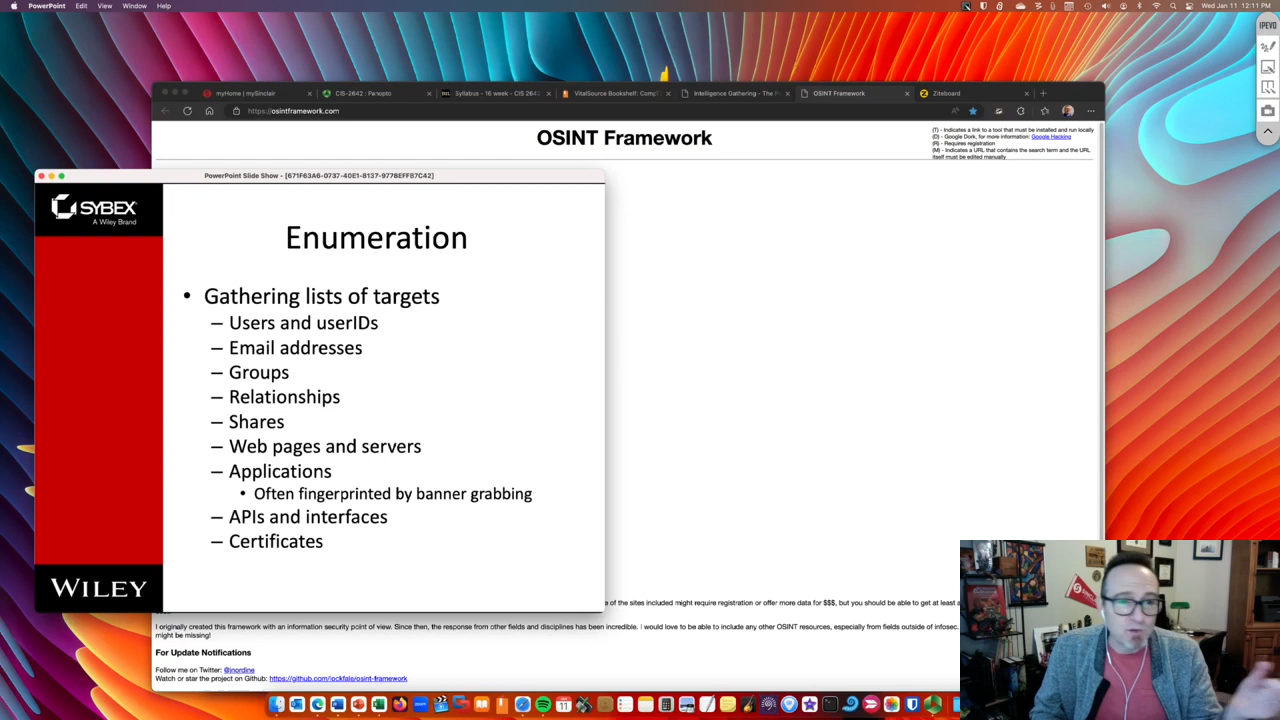 PowerPoint Edit View Window Help
Wed Jan 11 12:11 PM
IPEVO
myHome | mySinclair
CIS-2642 : Panopto
Syllabus - 16 week - CIS 2642
VitalSource Bookshelf: CompT
Intelligence Gathering - The P
OSINT Framework
Ziteboard
https://osintframework.com
OSINT Framework
(T) - Indicates a link to a tool that must be installed and run locally
(D) - Google Dork, for more information: Google Hacking
(R) - Requires registration
(M) - Indicates a URL that contains the search term and the URL
itself must be edited manually
PowerPoint Slide Show - [671F63A6-0737-40E1-8137-9778EFFB7C42]
SYBEX
A Wiley Brand
Enumeration
• Gathering lists of targets
– Users and userIDs
– Email addresses
– Groups
– Relationships
– Shares
– Web pages and servers
– Applications
• Often fingerprinted by banner grabbing
– APIs and interfaces
– Certificates
WILEY
e of the sites included might require registration or offer more data for $$$, but you should be able to get at least a
I originally created this framework with an information security point of view. Since then, the response from other fields and disciplines has been incredible. I would love to be able to include any other OSINT resources, especially from fields outside of infosec.
might be missing!
For Update Notifications
Follow me on Twitter: @jnordine
Watch or star the project on Github: https://github.com/lockfale/osint-framework